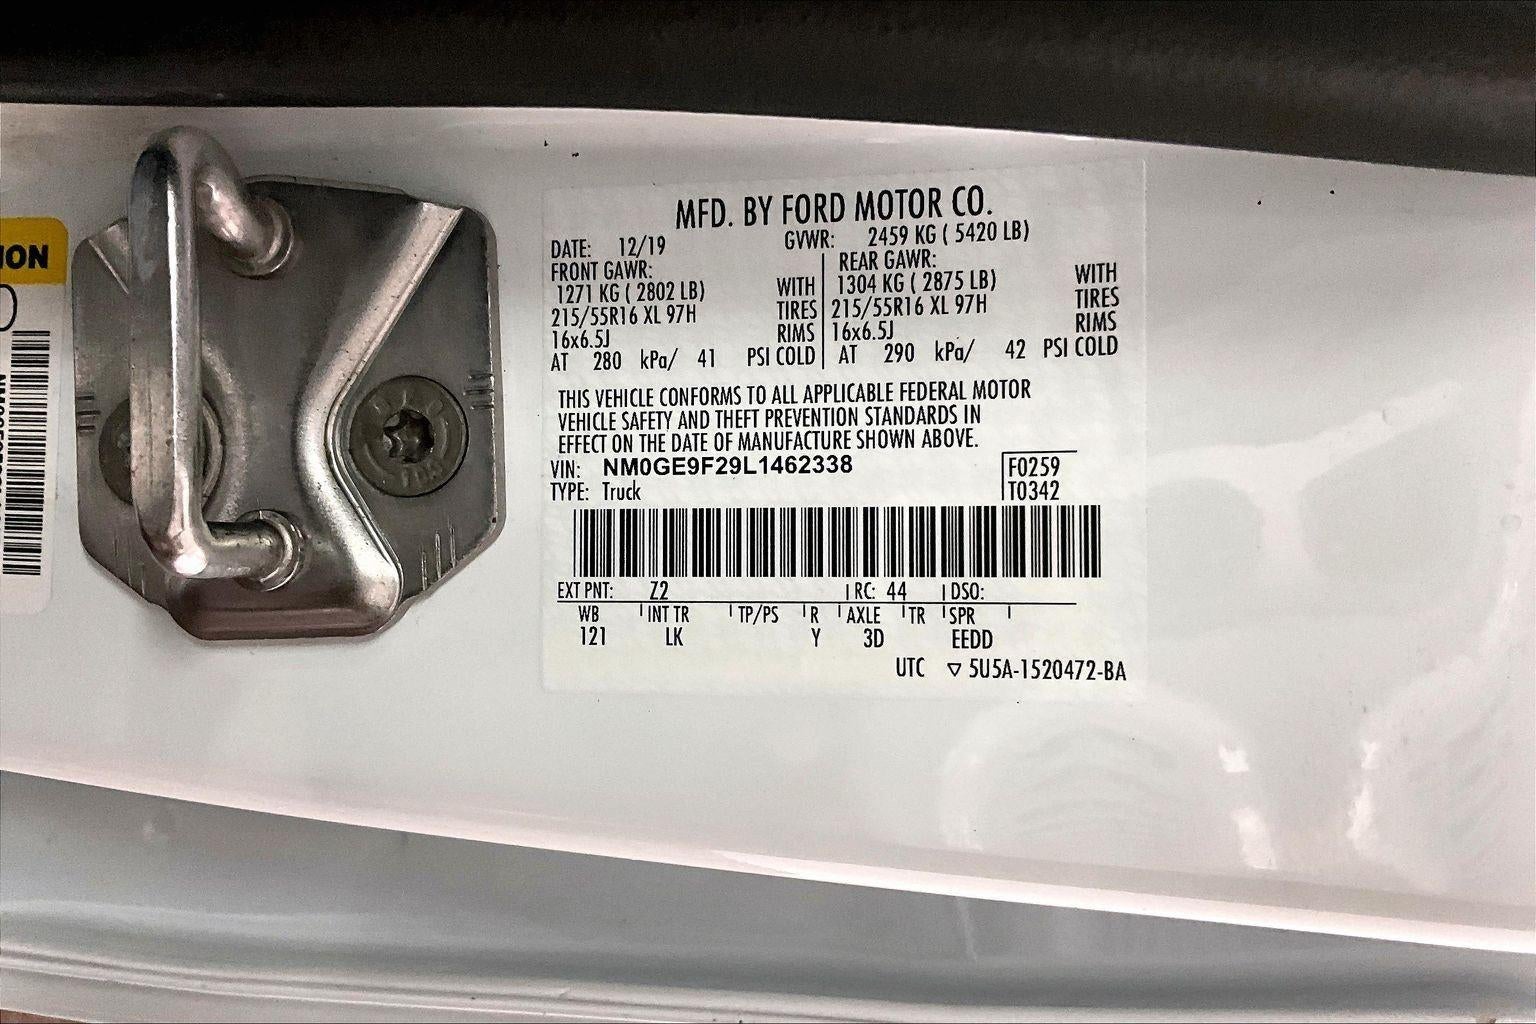 ION
MFD. BY FORD MOTOR CO.
DATE: 12/19 GVWR: 2459 KG ( 5420 LB)
FRONT GAWR: REAR GAWR:
1271 KG ( 2802 LB) WITH 1304 KG ( 2875 LB) WITH
215/55R16 XL 97H TIRES 215/55R16 XL 97H TIRES
16x6.5J RIMS 16x6.5J RIMS
AT 280 kPa/ 41 PSI COLD AT 290 kPa/ 42 PSI COLD
THIS VEHICLE CONFORMS TO ALL APPLICABLE FEDERAL MOTOR
VEHICLE SAFETY AND THEFT PREVENTION STANDARDS IN
EFFECT ON THE DATE OF MANUFACTURE SHOWN ABOVE.
VIN: NM0GE9F29L1462338 F0259
TYPE: Truck T0342
EXT PNT: Z2 RC: 44 DSO:
WB INT TR TP/PS R AXLE TR SPR
121 LK Y 3D EEDD
UTC ▽ 5U5A-1520472-BA